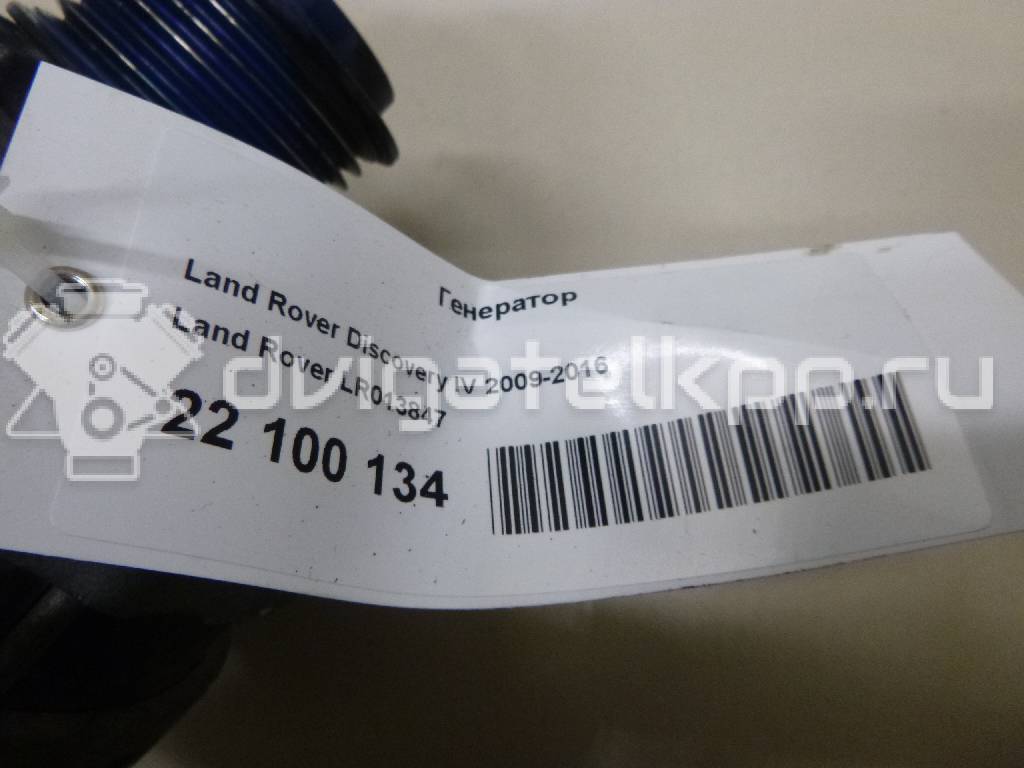 Генератор
Land Rover Discovery IV 2009-2016
Land Rover LR013847
22 100 134
dvigatelkpp.ru